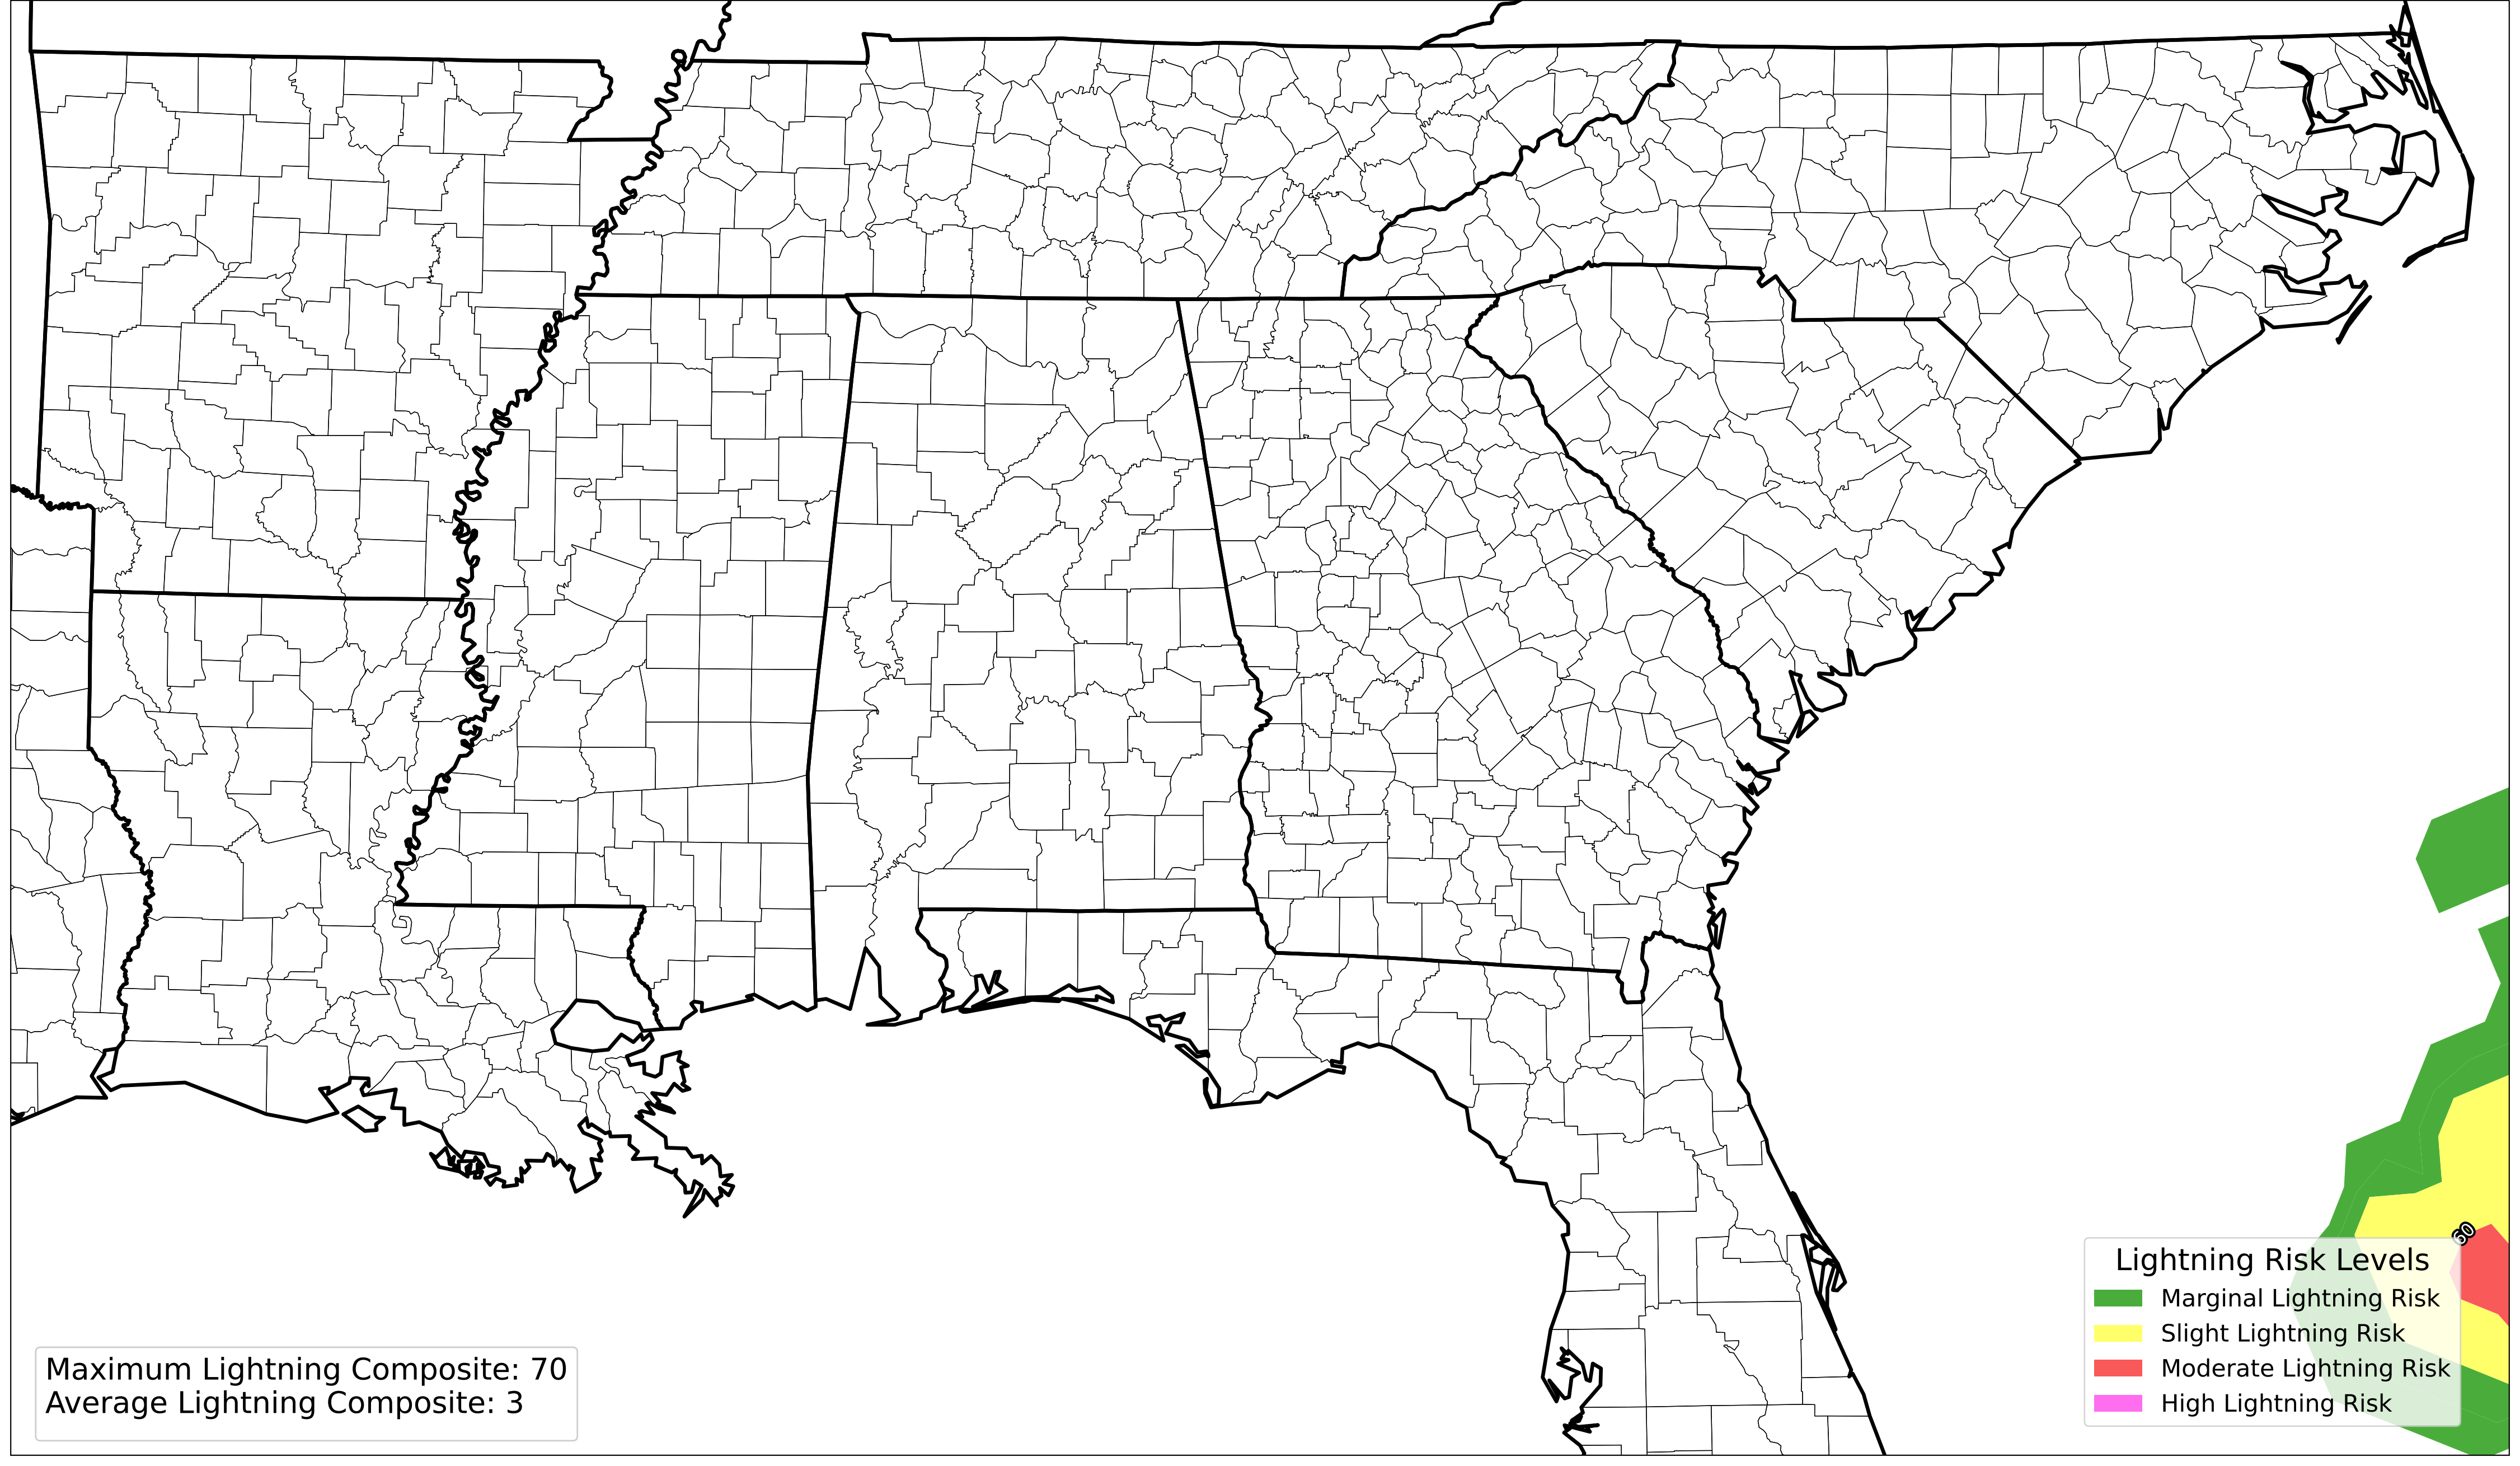 60
Lightning Risk Levels
Marginal Lightning Risk
Slight Lightning Risk
Moderate Lightning Risk
High Lightning Risk
Maximum Lightning Composite: 70
Average Lightning Composite: 3